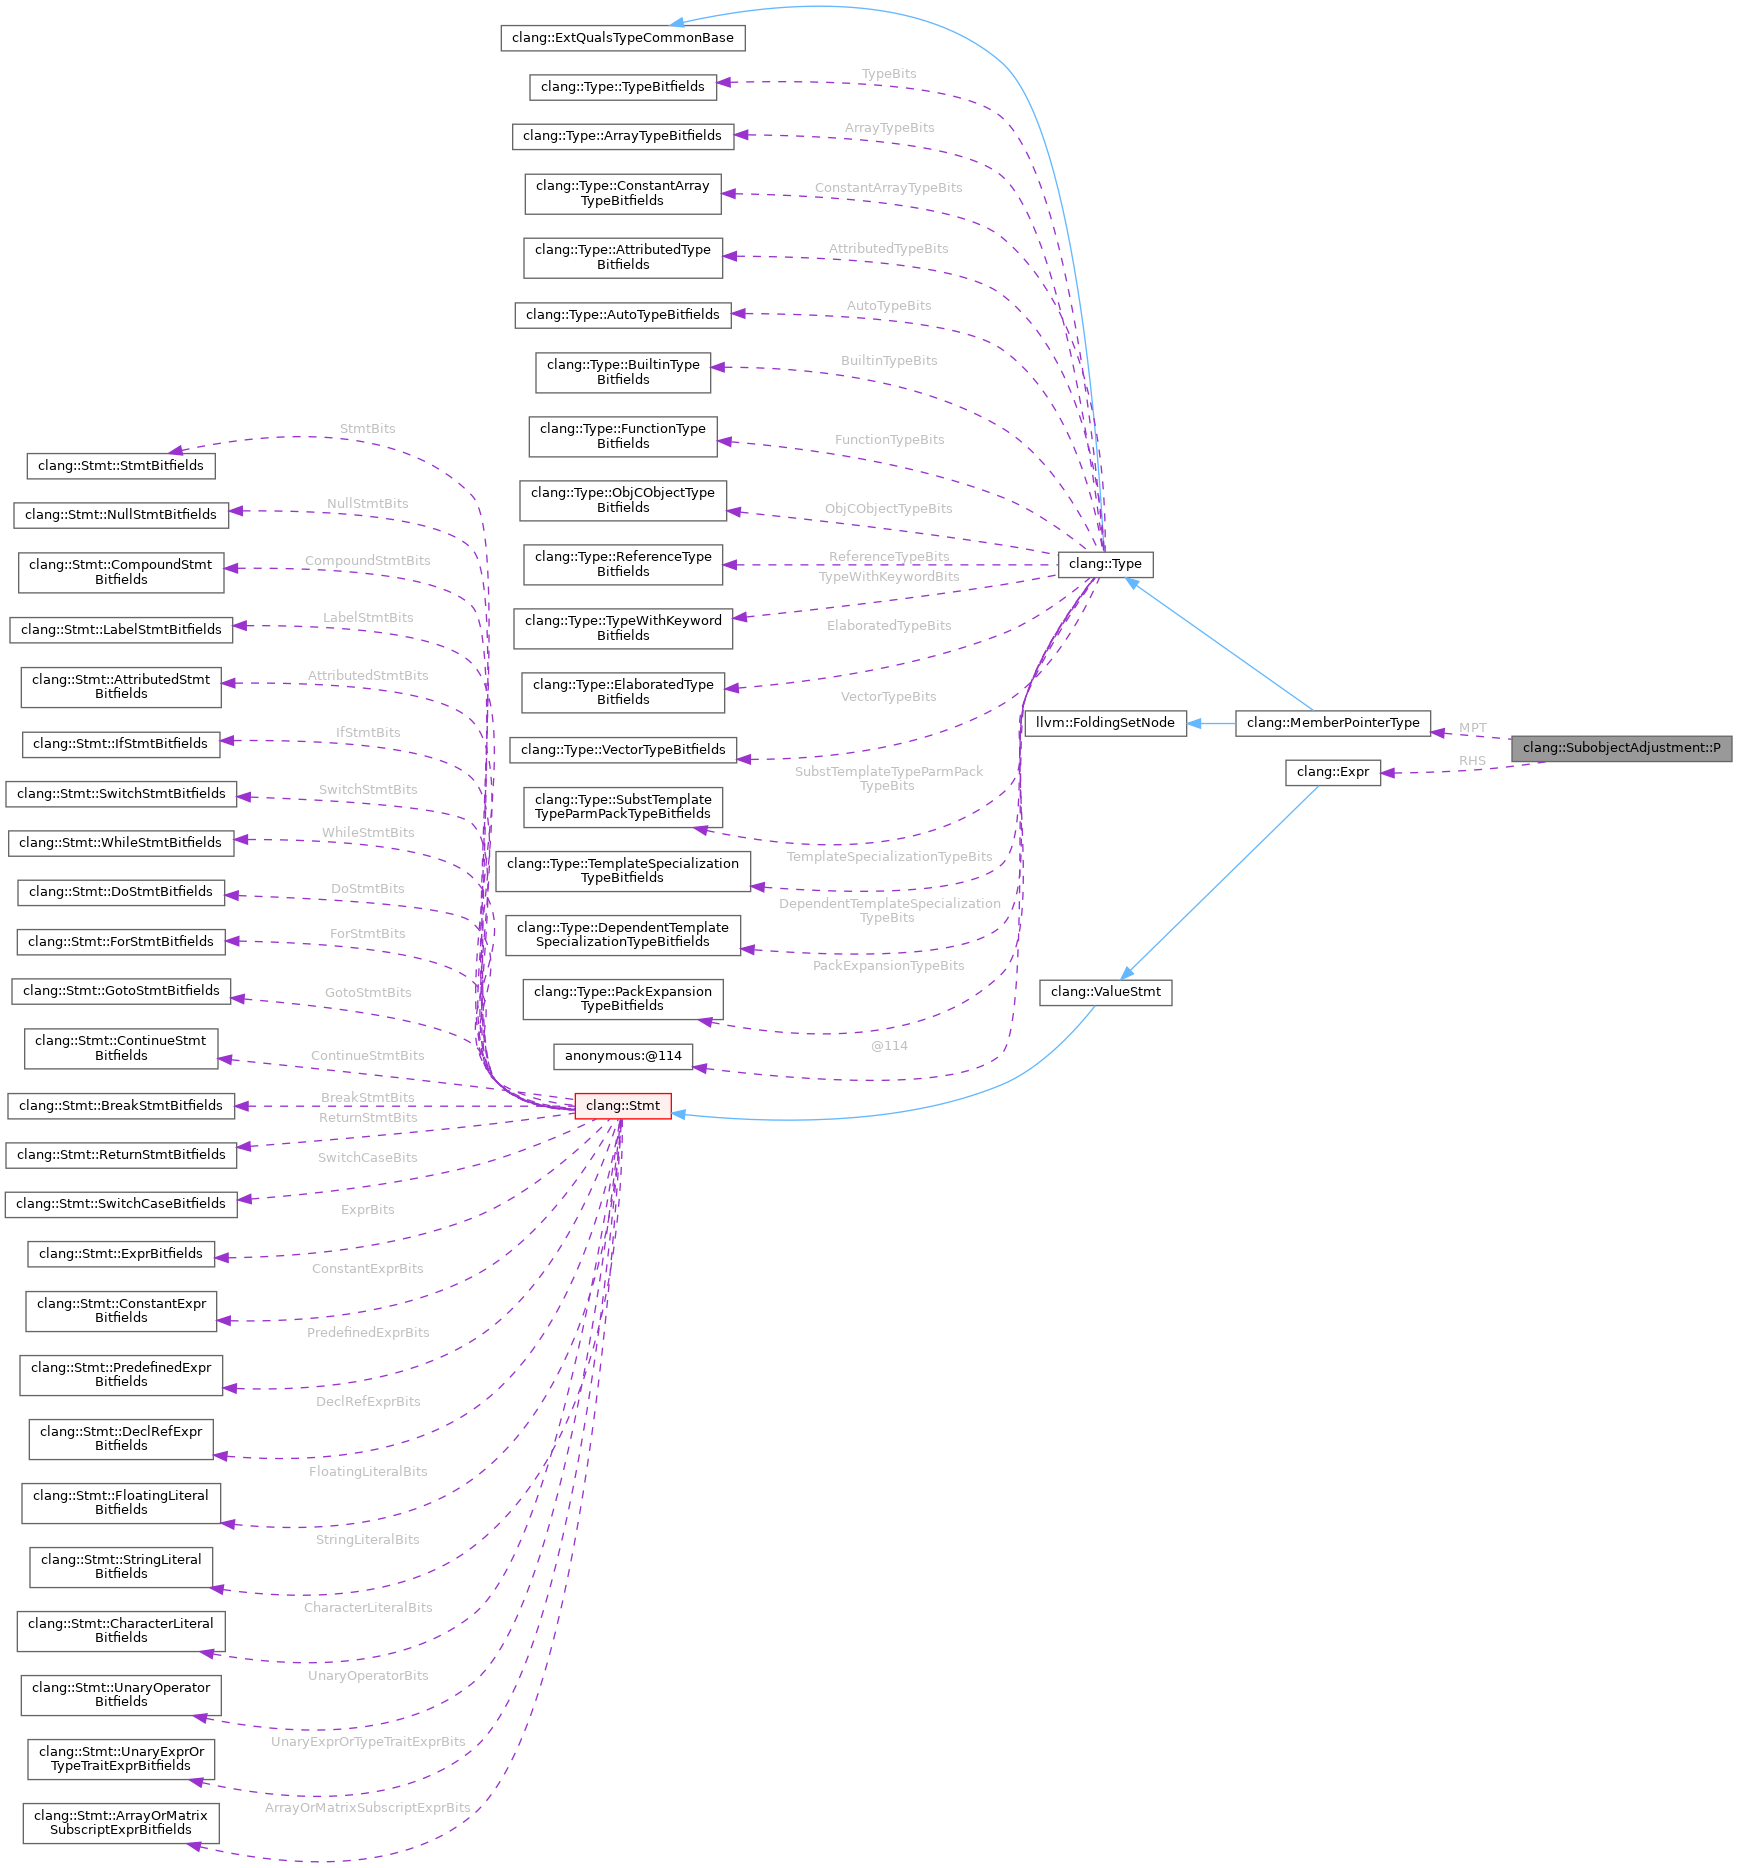 clang::ExtQualsTypeCommonBase
TypeBits
clang::Type::TypeBitfields
ArrayTypeBits
clang::Type::ArrayTypeBitfields
ConstantArrayTypeBits
clang::Type::ConstantArray
TypeBitfields
AttributedTypeBits
clang::Type::AttributedType
Bitfields
AutoTypeBits
clang::Type::AutoTypeBitfields
BuiltinTypeBits
clang::Type::BuiltinType
Bitfields
FunctionTypeBits
clang::Type::FunctionType
Bitfields
ObjCObjectTypeBits
clang::Type::ObjCObjectType
Bitfields
ReferenceTypeBits
clang::Type::ReferenceType
Bitfields
TypeWithKeywordBits
clang::Type::TypeWithKeyword
Bitfields
ElaboratedTypeBits
clang::Type::ElaboratedType
Bitfields
VectorTypeBits
clang::Type::VectorTypeBitfields
SubstTemplateTypeParmPack
TypeBits
clang::Type::SubstTemplate
TypeParmPackTypeBitfields
TemplateSpecializationTypeBits
clang::Type::TemplateSpecialization
TypeBitfields
DependentTemplateSpecialization
TypeBits
clang::Type::DependentTemplate
SpecializationTypeBitfields
PackExpansionTypeBits
clang::Type::PackExpansion
TypeBitfields
@114
anonymous:@114
clang::Type
llvm::FoldingSetNode
clang::MemberPointerType
MPT
clang::SubobjectAdjustment::P
RHS
clang::Expr
clang::ValueStmt
clang::Stmt
StmtBits
clang::Stmt::StmtBitfields
NullStmtBits
clang::Stmt::NullStmtBitfields
CompoundStmtBits
clang::Stmt::CompoundStmt
Bitfields
LabelStmtBits
clang::Stmt::LabelStmtBitfields
AttributedStmtBits
clang::Stmt::AttributedStmt
Bitfields
IfStmtBits
clang::Stmt::IfStmtBitfields
SwitchStmtBits
clang::Stmt::SwitchStmtBitfields
WhileStmtBits
clang::Stmt::WhileStmtBitfields
DoStmtBits
clang::Stmt::DoStmtBitfields
ForStmtBits
clang::Stmt::ForStmtBitfields
GotoStmtBits
clang::Stmt::GotoStmtBitfields
ContinueStmtBits
clang::Stmt::ContinueStmt
Bitfields
BreakStmtBits
clang::Stmt::BreakStmtBitfields
ReturnStmtBits
clang::Stmt::ReturnStmtBitfields
SwitchCaseBits
clang::Stmt::SwitchCaseBitfields
ExprBits
clang::Stmt::ExprBitfields
ConstantExprBits
clang::Stmt::ConstantExpr
Bitfields
PredefinedExprBits
clang::Stmt::PredefinedExpr
Bitfields
DeclRefExprBits
clang::Stmt::DeclRefExpr
Bitfields
FloatingLiteralBits
clang::Stmt::FloatingLiteral
Bitfields
StringLiteralBits
clang::Stmt::StringLiteral
Bitfields
CharacterLiteralBits
clang::Stmt::CharacterLiteral
Bitfields
UnaryOperatorBits
clang::Stmt::UnaryOperator
Bitfields
UnaryExprOrTypeTraitExprBits
clang::Stmt::UnaryExprOr
TypeTraitExprBitfields
ArrayOrMatrixSubscriptExprBits
clang::Stmt::ArrayOrMatrix
SubscriptExprBitfields